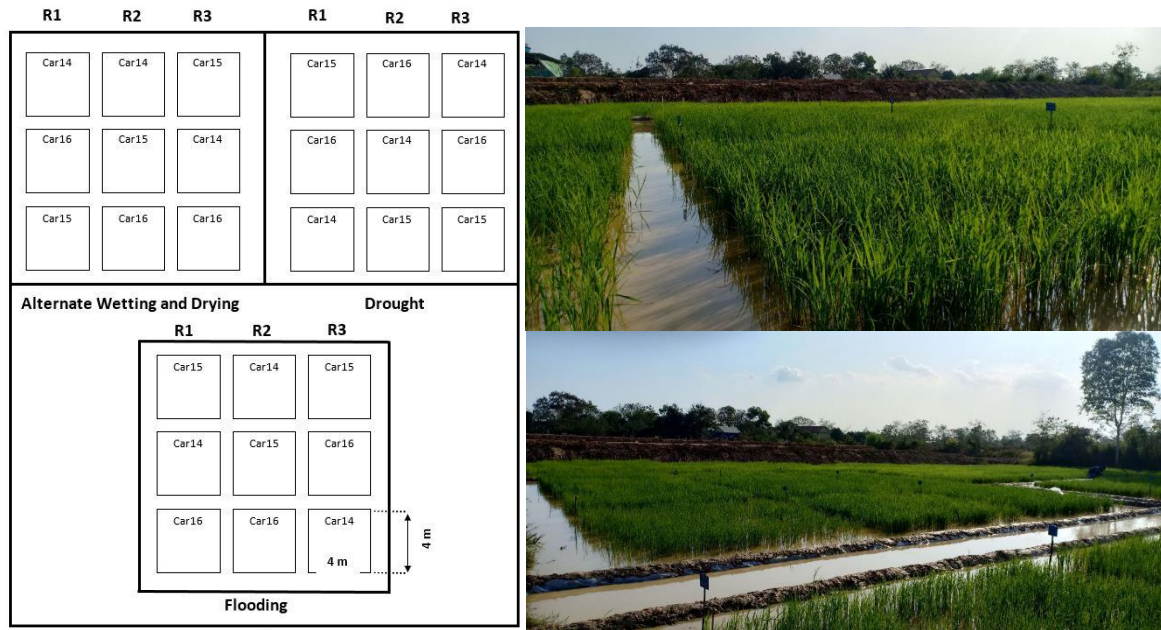 R1 R2 R3 R1 R2 R3
Car14 Car14 Car15 Car15 Car16 Car14
Car16 Car15 Car14 Car16 Car14 Car16
Car15 Car16 Car16 Car14 Car15 Car15
Alternate Wetting and Drying Drought
R1 R2 R3
Car15 Car14 Car15
Car14 Car15 Car16
Car16 Car16 Car14
4 m
4 m
Flooding